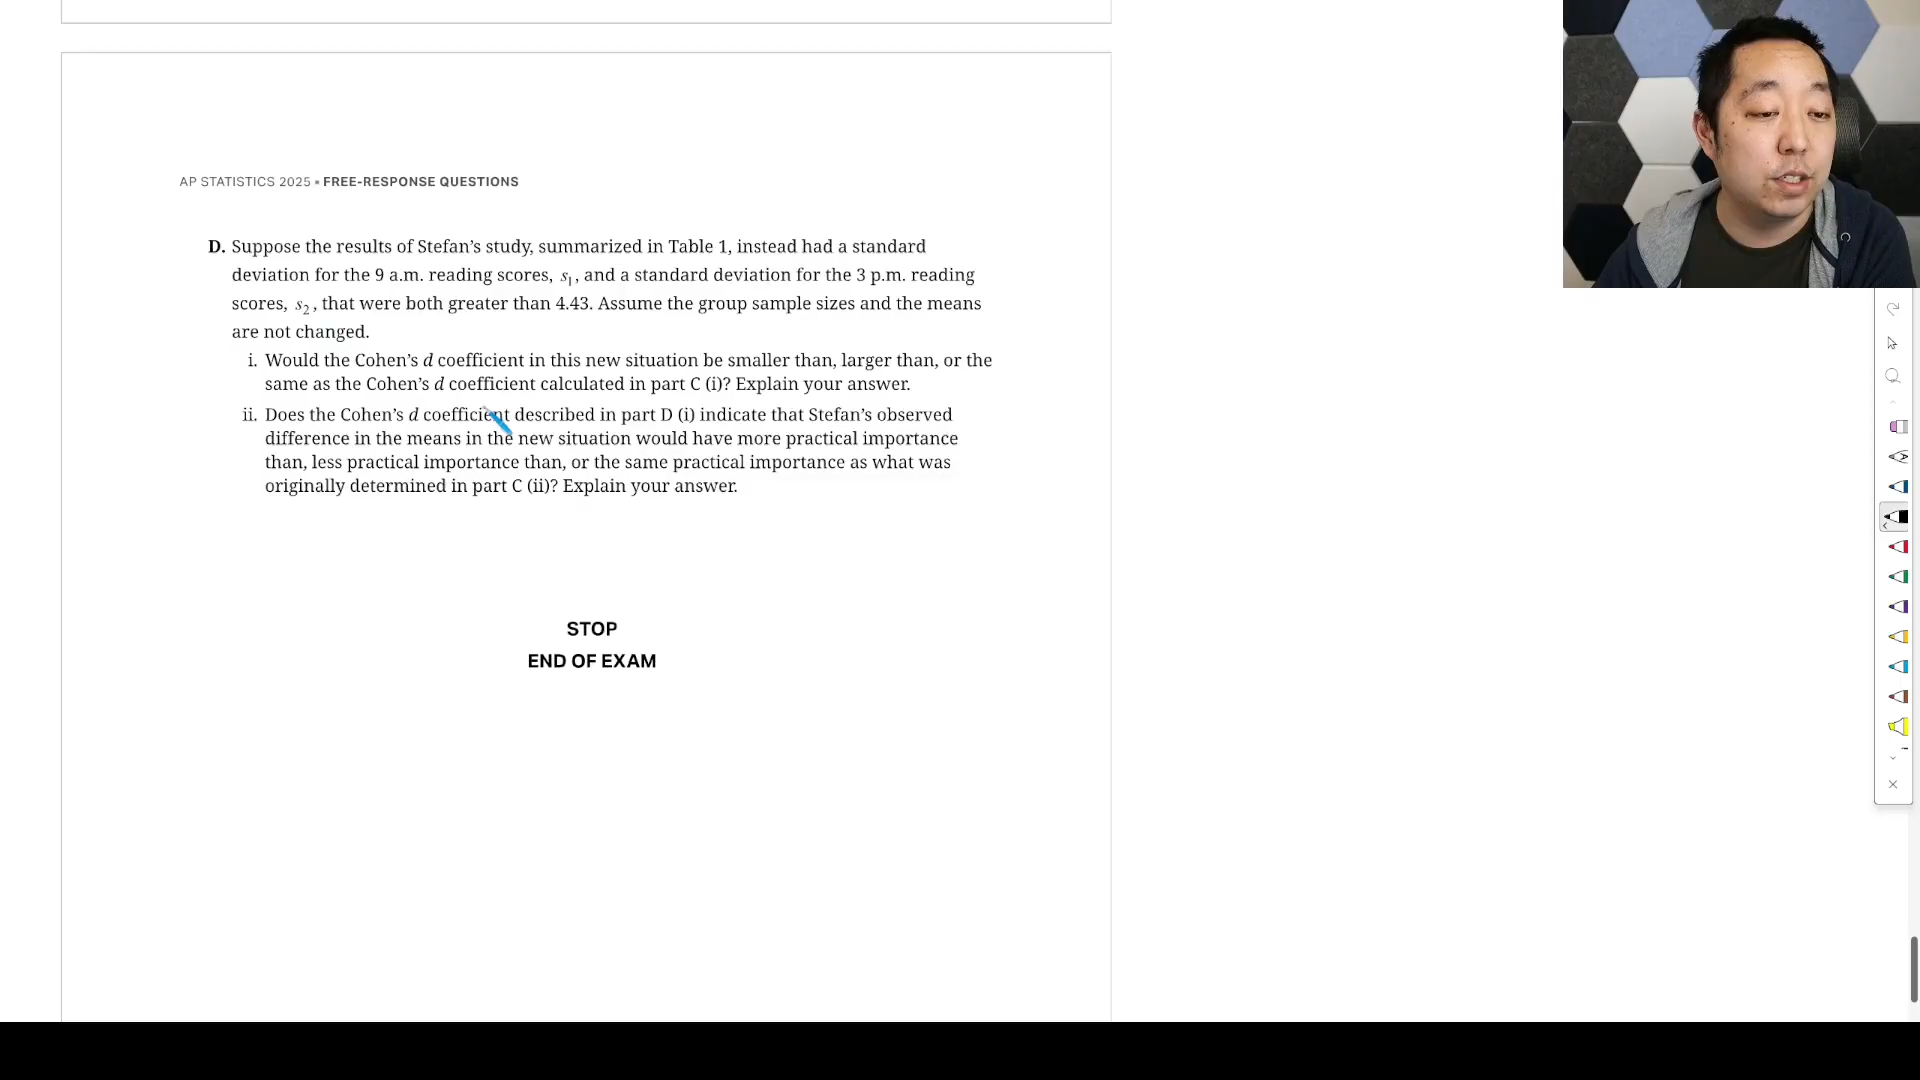 AP STATISTICS 2025 ▪ FREE-RESPONSE QUESTIONS
D. Suppose the results of Stefan’s study, summarized in Table 1, instead had a standard
deviation for the 9 a.m. reading scores, s₁, and a standard deviation for the 3 p.m. reading
scores, s₂, that were both greater than 4.43. Assume the group sample sizes and the means
are not changed.
i. Would the Cohen’s d coefficient in this new situation be smaller than, larger than, or the
same as the Cohen’s d coefficient calculated in part C (i)? Explain your answer.
ii. Does the Cohen’s d coefficient described in part D (i) indicate that Stefan’s observed
difference in the means in the new situation would have more practical importance
than, less practical importance than, or the same practical importance as what was
originally determined in part C (ii)? Explain your answer.
STOP
END OF EXAM